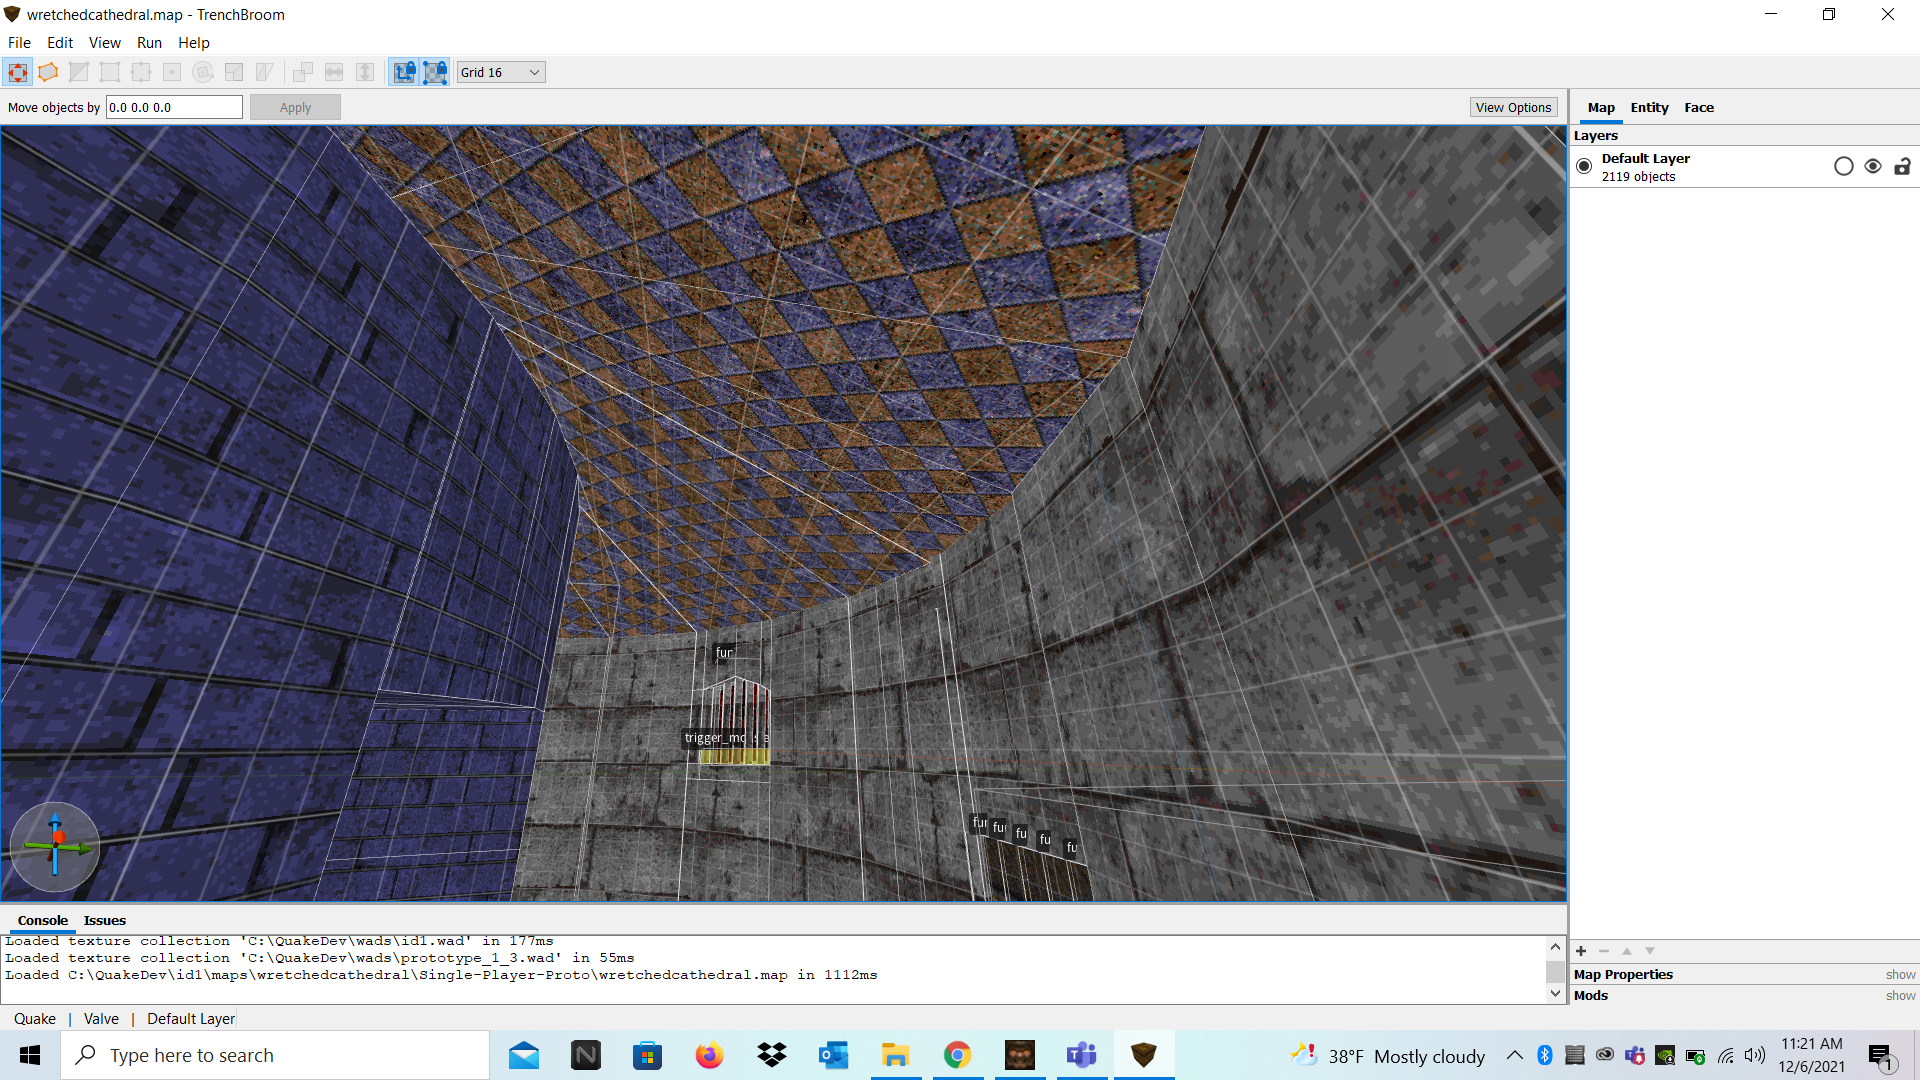 wretchedcathedral.map - TrenchBroom
File Edit View Run Help
Grid 16
Move objects by 0.0 0.0 0.0 Apply View Options
Map Entity Face
Layers
Default Layer
2119 objects
fur
trigger_mo
fur fu fu fu fu
Console Issues
Loaded texture collection 'C:\QuakeDev\wads\id1.wad' in 177ms
Loaded texture collection 'C:\QuakeDev\wads\prototype_1_3.wad' in 55ms
Loaded C:\QuakeDev\id1\maps\wretchedcathedral\Single-Player-Proto\wretchedcathedral.map in 1112ms
Map Properties show
Mods show
Quake | Valve | Default Layer
Type here to search
38°F Mostly cloudy
11:21 AM
12/6/2021
1